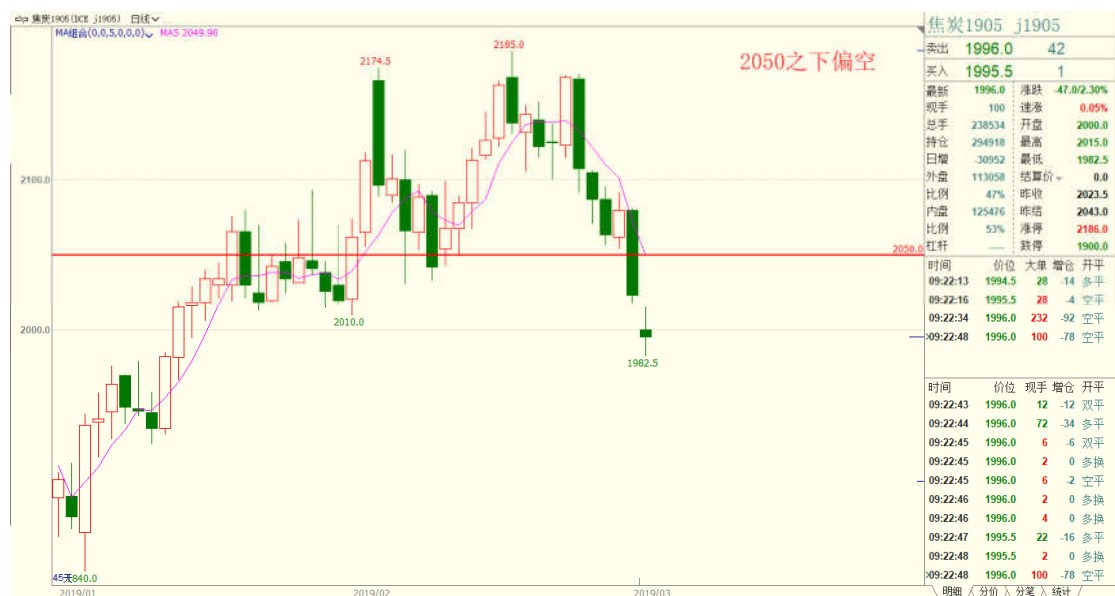 焦炭1905(DCE j1905) 日线
MA组合(0,0,5,0,0,0) MA5 2049.90
2185.0
2174.5
2050之下偏空
2100.0
2050.0
2010.0
2000.0
1982.5
45天
840.0
2019/01 2019/02 2019/03
焦炭1905 j1905
卖出 1996.0 42
买入 1995.5 1
最新 1996.0 涨跌 -47.0/2.30%
现手 100 速涨 0.05%
总手 238534 开盘 2000.0
持仓 294918 最高 2015.0
日增 -30952 最低 1982.5
外盘 113058 结算价 0.0
比例 47% 昨收 2023.5
内盘 125476 昨结 2043.0
比例 53% 涨停 2186.0
杠杆 —— 跌停 1900.0
时间 价位 大单 增仓 开平
09:22:13 1994.5 28 -14 多平
09:22:16 1995.5 28 -4 空平
09:22:34 1996.0 232 -92 空平
09:22:48 1996.0 100 -78 空平
时间 价位 现手 增仓 开平
09:22:43 1996.0 12 -12 双平
09:22:44 1996.0 72 -34 多平
09:22:45 1996.0 6 -6 双平
09:22:45 1996.0 2 0 多换
09:22:45 1996.0 6 -2 空平
09:22:46 1996.0 2 0 多换
09:22:46 1996.0 4 0 多换
09:22:47 1995.5 22 -16 多平
09:22:48 1995.5 2 0 多换
09:22:48 1996.0 100 -78 空平
明细 分价 分笔 统计